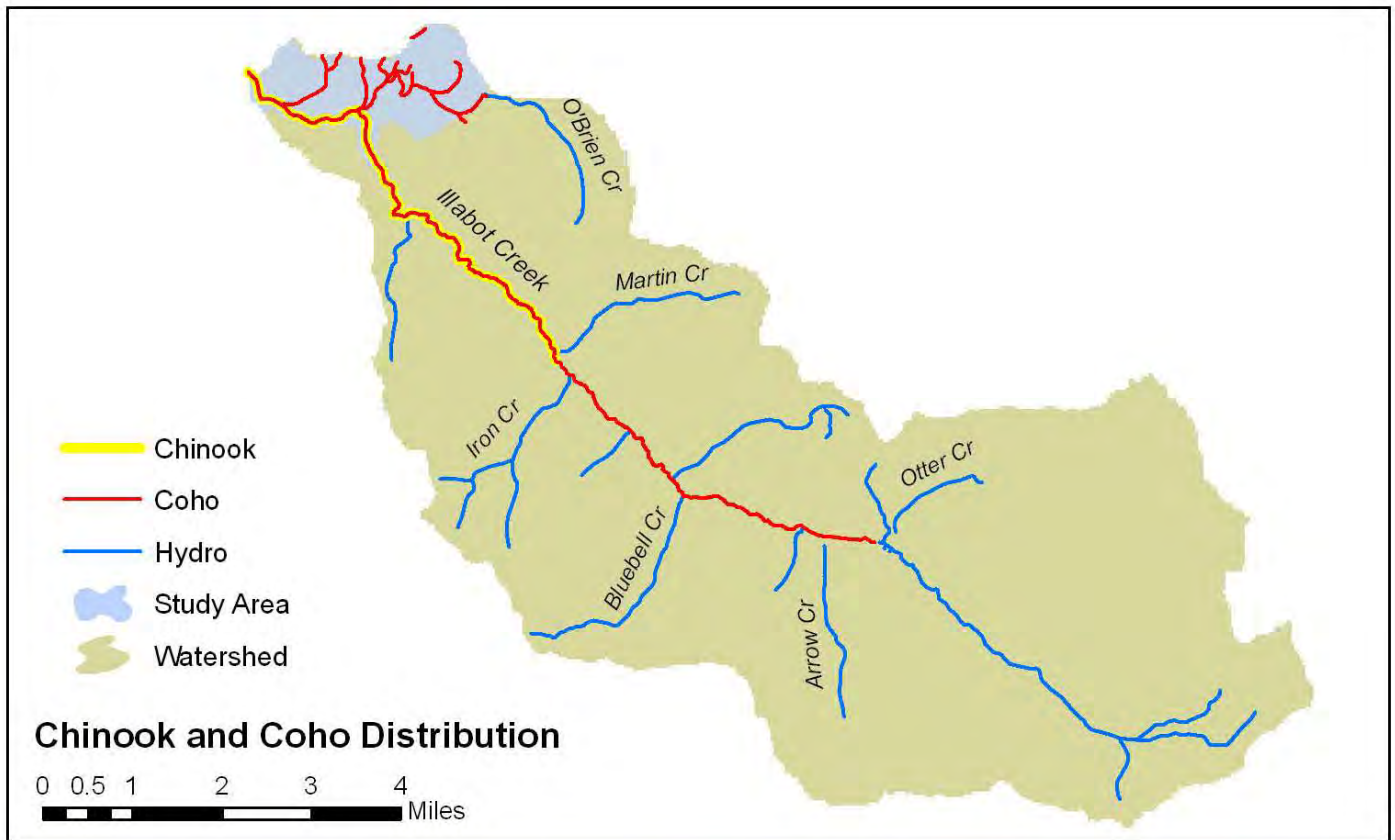 O'Brien Cr
Illabot Creek
Martin Cr
Iron Cr
Otter Cr
Bluebell Cr
Arrow Cr
Chinook
Coho
Hydro
Study Area
Watershed
Chinook and Coho Distribution
0 0.5 1 2 3 4
Miles